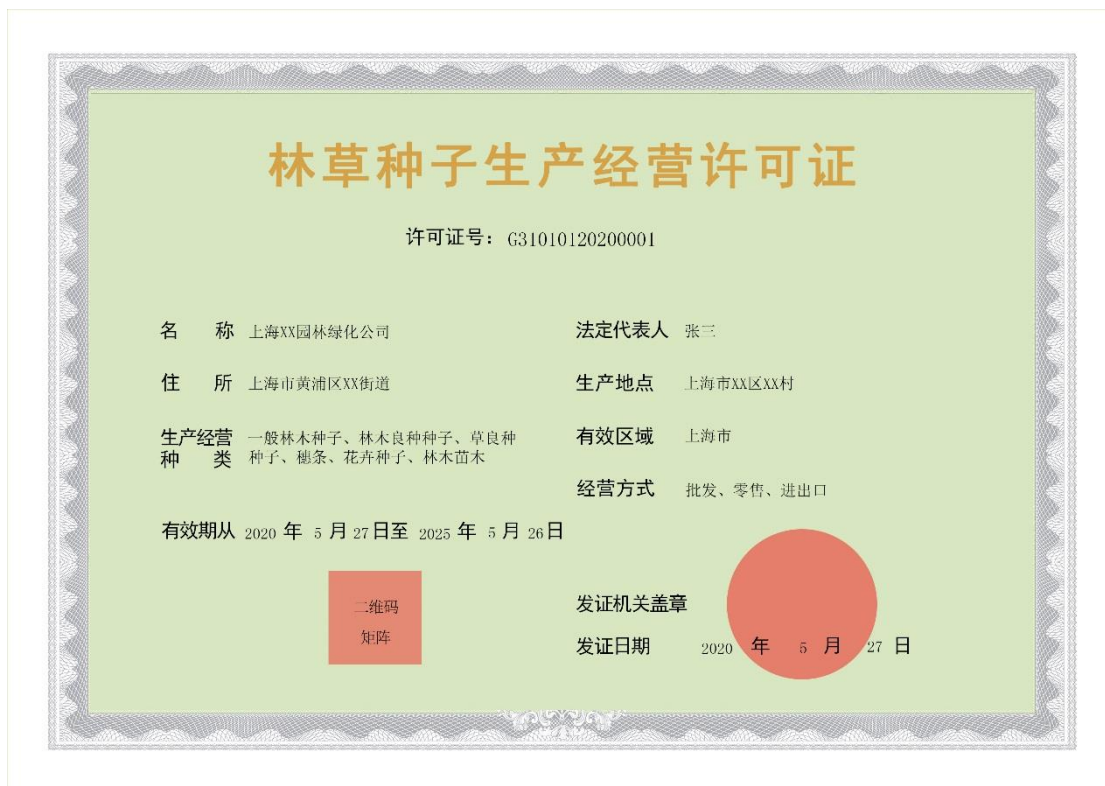 林草种子生产经营许可证
许可证号：G31010120200001
名 称 上海XX园林绿化公司
法定代表人 张三
住 所 上海市黄浦区XX街道
生产地点 上海市XX区XX村
生产经营种 类 一般林木种子、林木良种种子、草良种
种子、穗条、花卉种子、林木苗木
有效区域 上海市
经营方式 批发、零售、进出口
有效期从 2020 年 5 月 27 日至 2025 年 5 月 26 日
二维码
矩阵
发证机关盖章
发证日期 2020 年 5 月 27 日